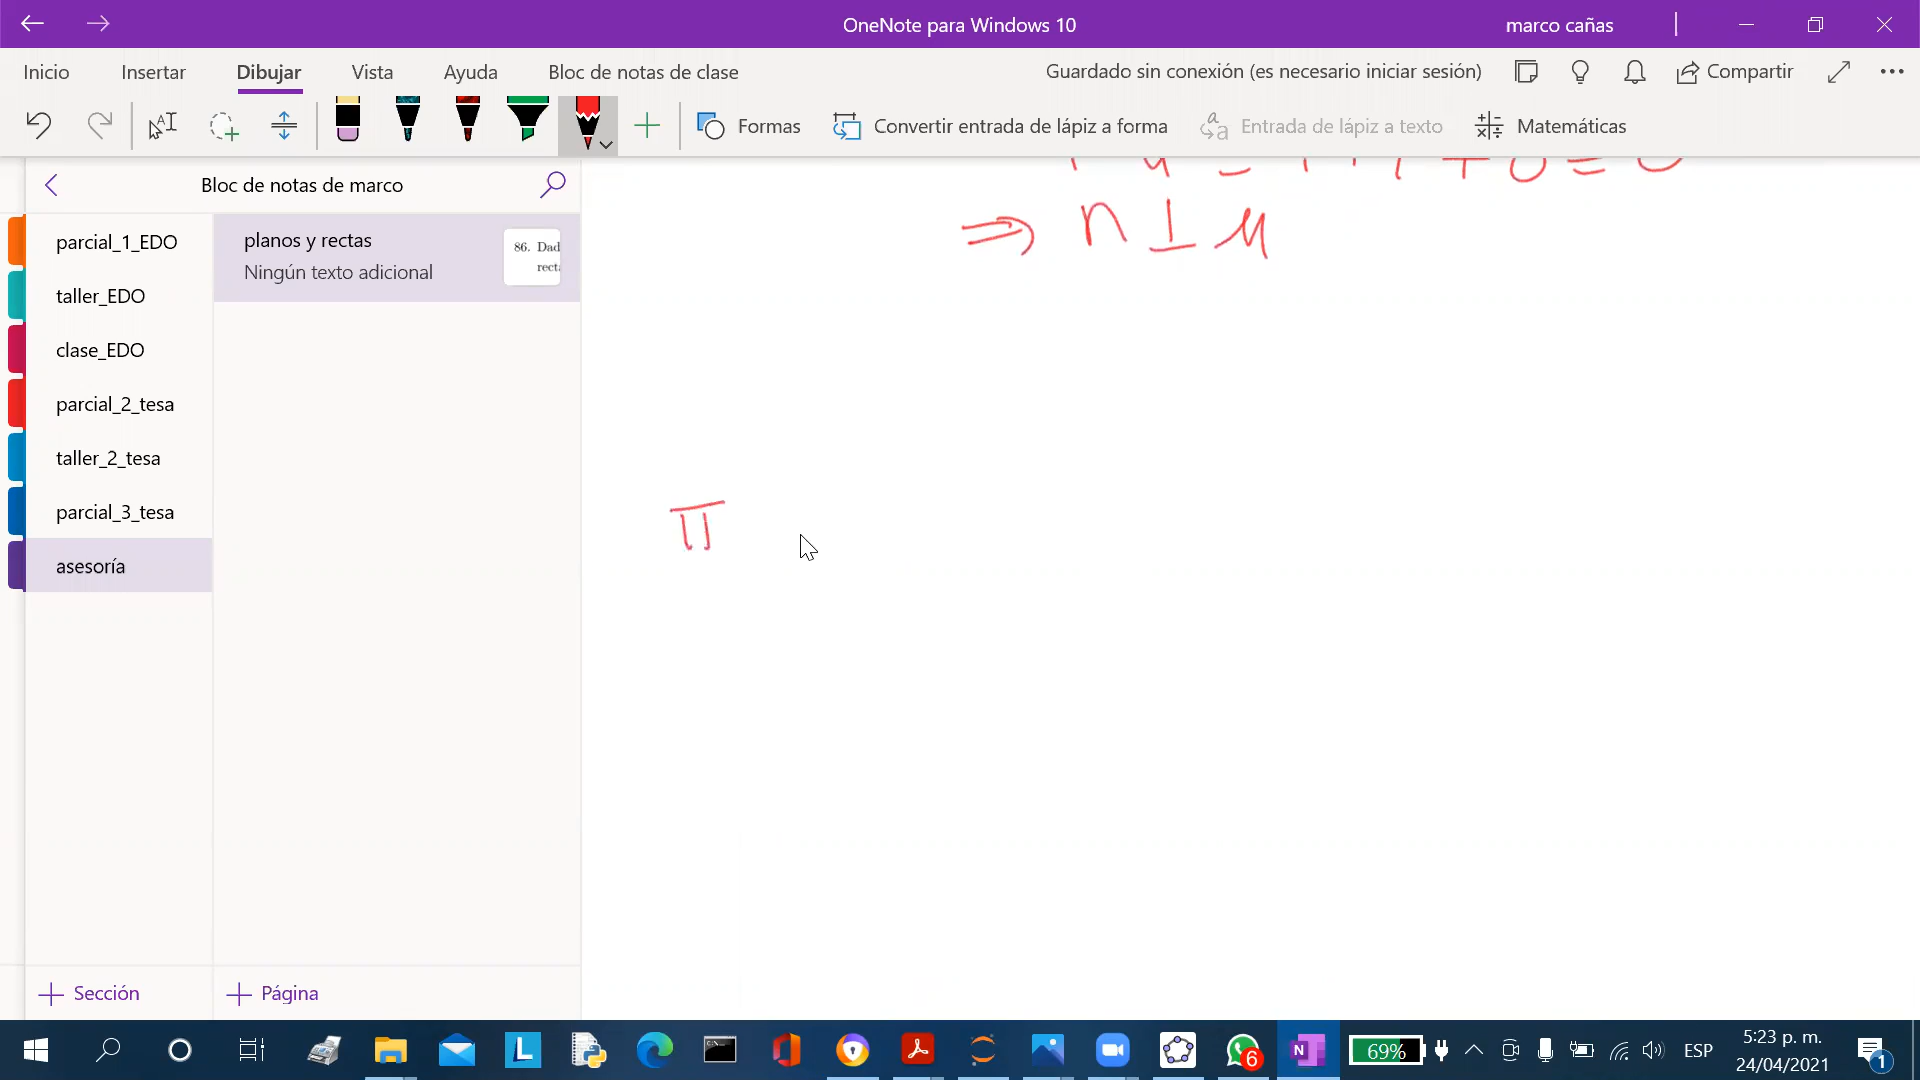 OneNote para Windows 10
marco cañas
Inicio
Insertar
Dibujar
Vista
Ayuda
Bloc de notas de clase
Guardado sin conexión (es necesario iniciar sesión)
Compartir
Formas
Convertir entrada de lápiz a forma
Entrada de lápiz a texto
Matemáticas
Bloc de notas de marco
parcial_1_EDO
taller_EDO
clase_EDO
parcial_2_tesa
taller_2_tesa
parcial_3_tesa
asesoría
planos y rectas
Ningún texto adicional
86. Dad
recta
⇒ n ⊥ u
π
Sección
Página
69%
6
ESP
5:23 p. m.
24/04/2021
1